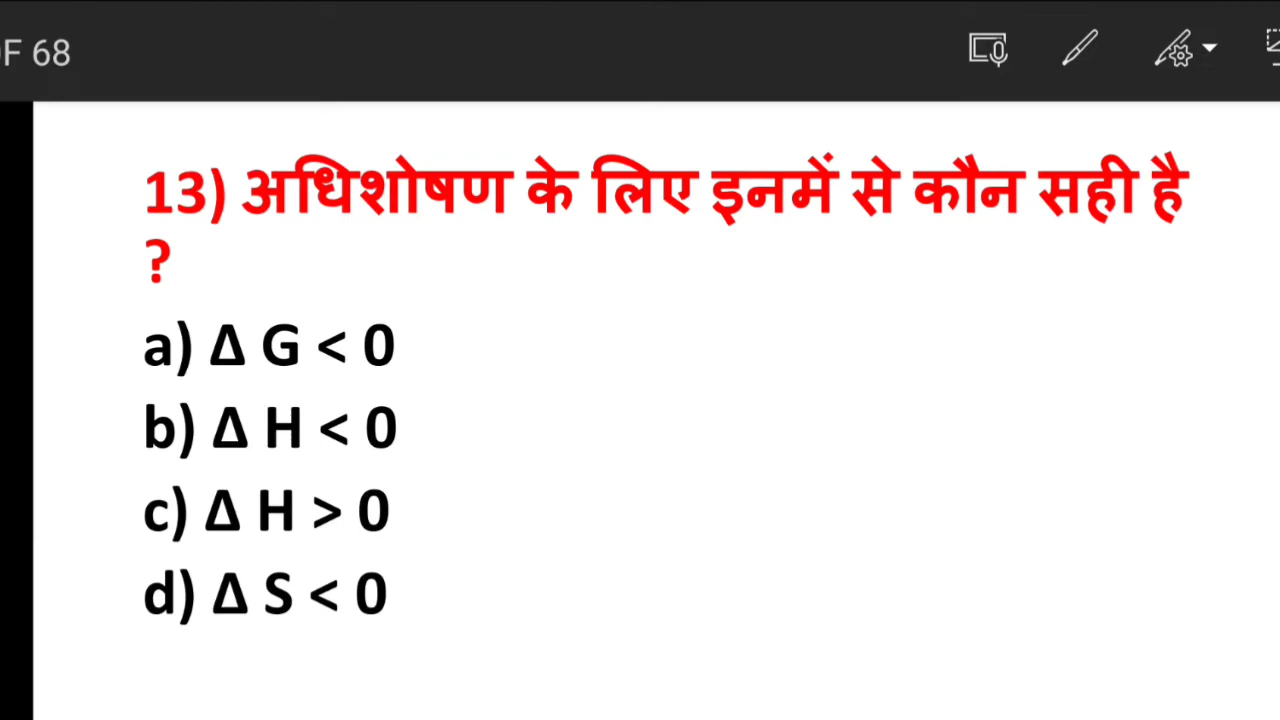 F 68
13) अधिशोषण के लिए इनमें से कौन सही है
?
a) Δ G < 0
b) Δ H < 0
c) Δ H > 0
d) Δ S < 0